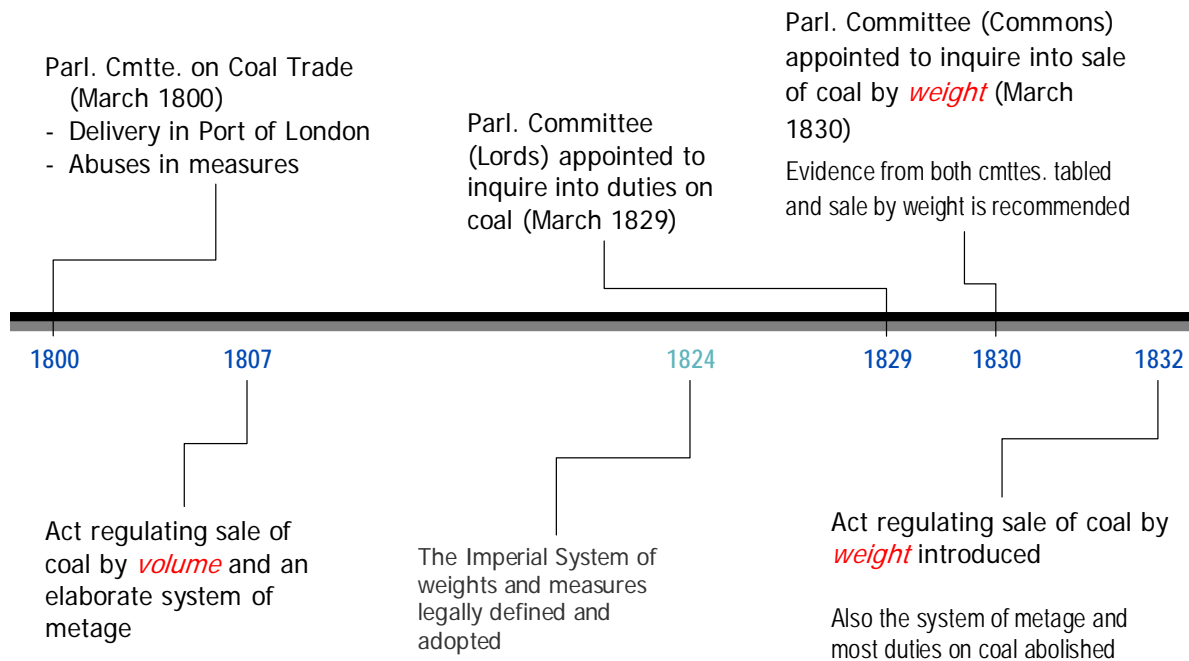 Parl. Cmtte. on Coal Trade
(March 1800)
- Delivery in Port of London
- Abuses in measures
Parl. Committee
(Lords) appointed to
inquire into duties on
coal (March 1829)
Parl. Committee (Commons)
appointed to inquire into sale
of coal by weight (March
1830)
Evidence from both cmttes. tabled
and sale by weight is recommended
1800
1807
1824
1829
1830
1832
Act regulating sale of
coal by volume and an
elaborate system of
metage
The Imperial System of
weights and measures
legally defined and
adopted
Act regulating sale of coal by
weight introduced
Also the system of metage and
most duties on coal abolished